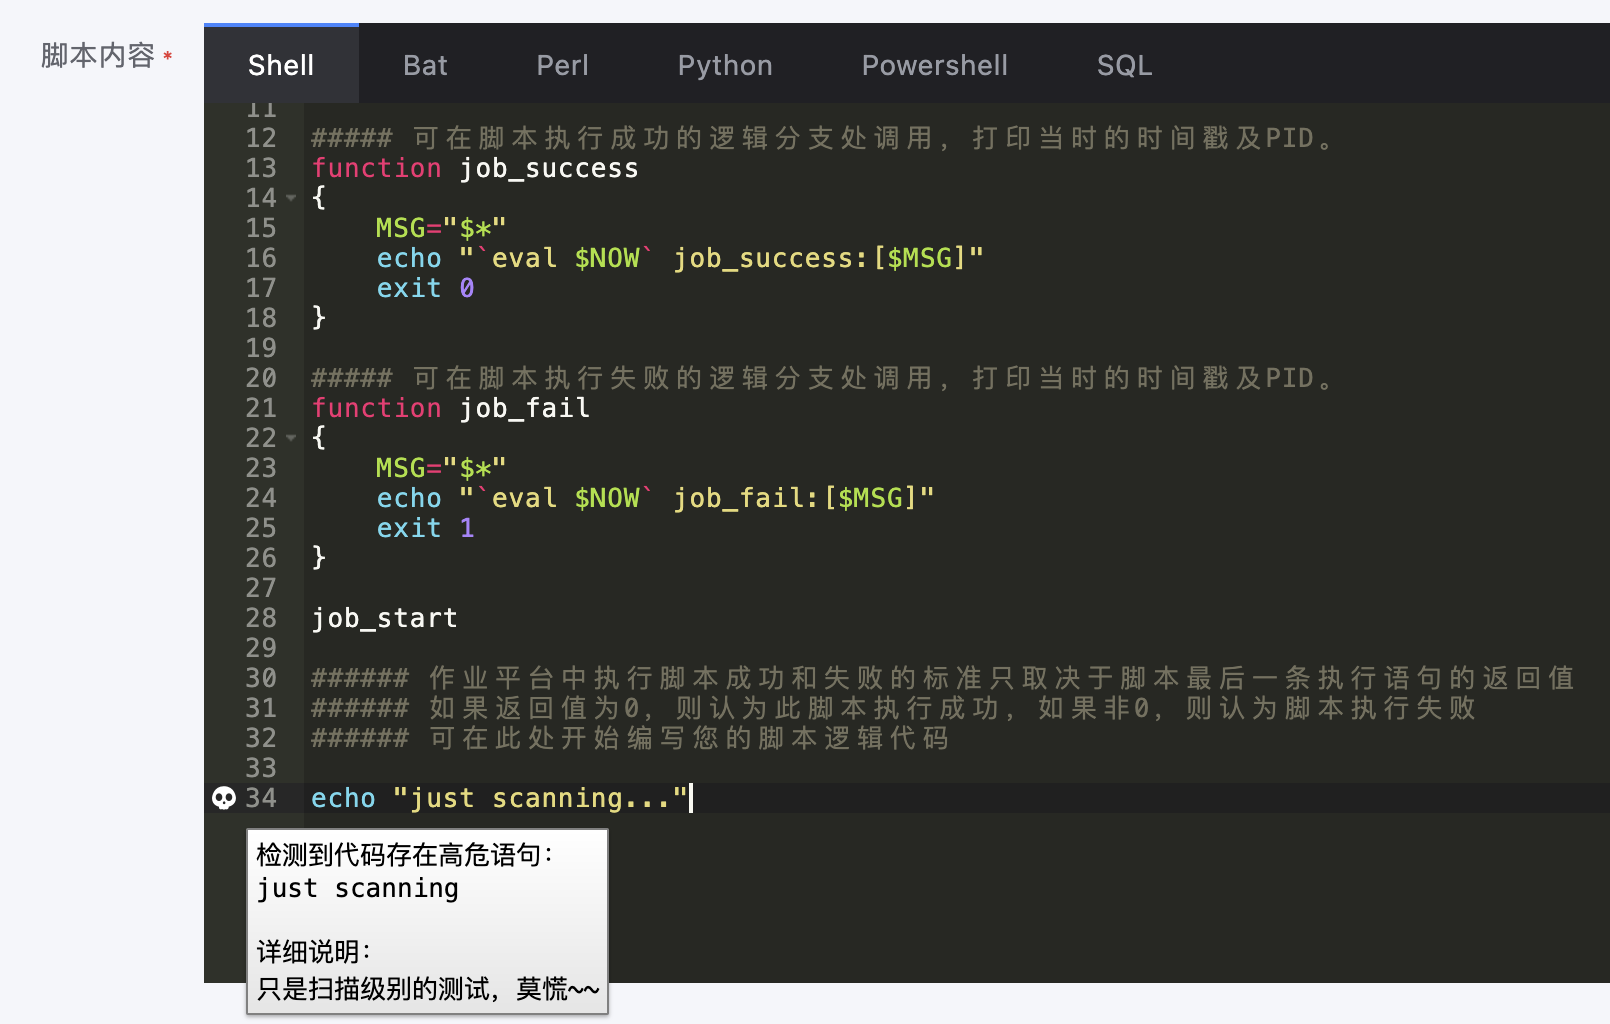 脚本内容 *
Shell Bat Perl Python Powershell SQL
11
12 ##### 可在脚本执行成功的逻辑分支处调用，打印当时的时间戳及PID。
13 function job_success
14 {
15     MSG="$*"
16     echo "`eval $NOW` job_success:[$MSG]"
17     exit 0
18 }
19
20 ##### 可在脚本执行失败的逻辑分支处调用，打印当时的时间戳及PID。
21 function job_fail
22 {
23     MSG="$*"
24     echo "`eval $NOW` job_fail:[$MSG]"
25     exit 1
26 }
27
28 job_start
29
30 ###### 作业平台中执行脚本成功和失败的标准只取决于脚本最后一条执行语句的返回值
31 ###### 如果返回值为0，则认为此脚本执行成功，如果非0，则认为脚本执行失败
32 ###### 可在此处开始编写您的脚本逻辑代码
33
34 echo "just scanning..."
检测到代码存在高危语句：
just scanning
详细说明：
只是扫描级别的测试，莫慌~~